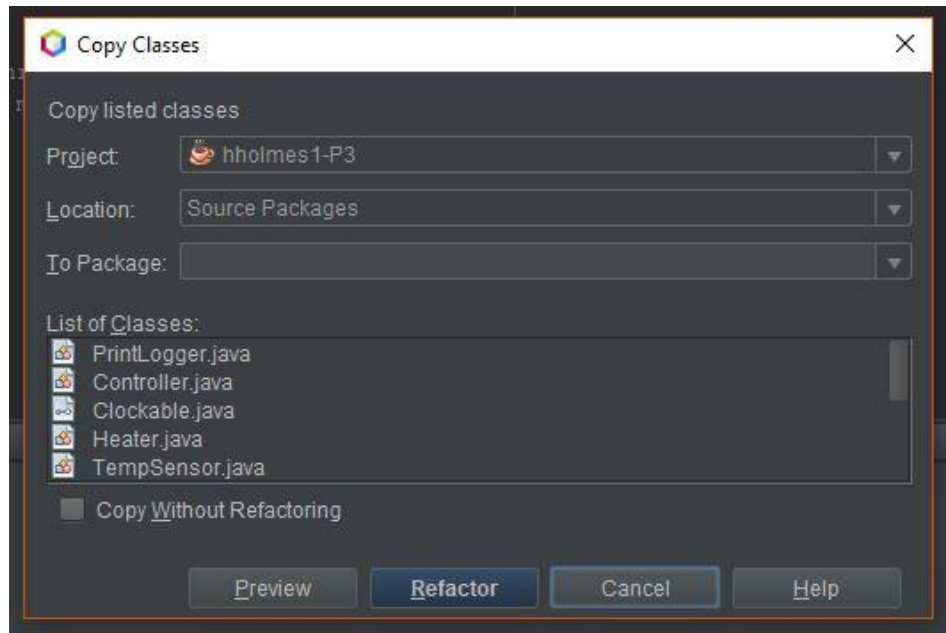 Copy Classes
Copy listed classes
Project: hholmes1-P3
Location: Source Packages
To Package:
List of Classes:
PrintLogger.java
Controller.java
Clockable.java
Heater.java
TempSensor.java
Copy Without Refactoring
Preview Refactor Cancel Help